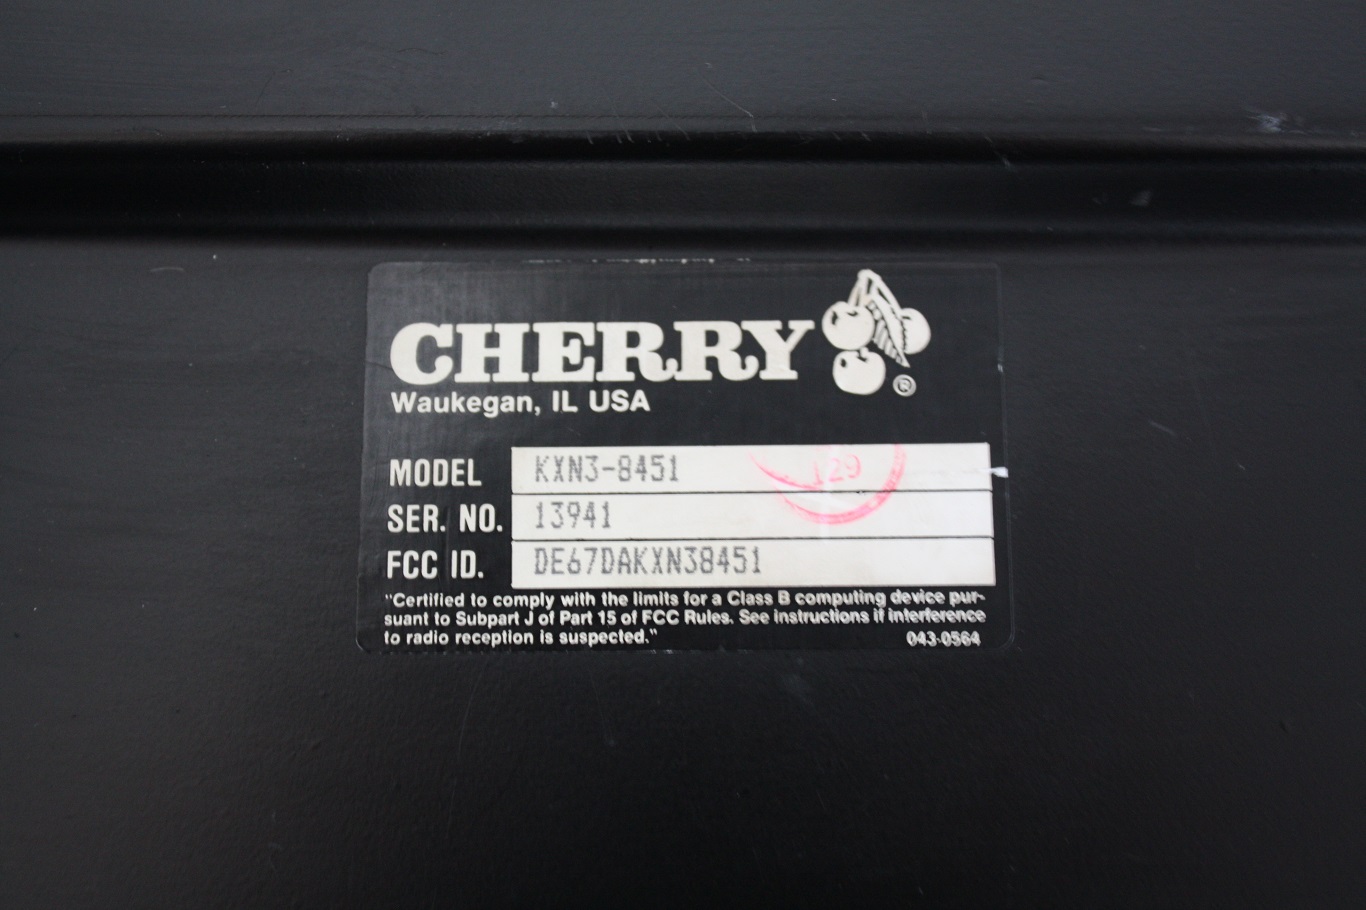 CHERRY ®
Waukegan, IL USA
MODEL KXN3-8451
129
SER. NO. 13941
FCC ID. DE67DAKXN38451
"Certified to comply with the limits for a Class B computing device pur-
suant to Subpart J of Part 15 of FCC Rules. See instructions if interference
to radio reception is suspected." 043-0564